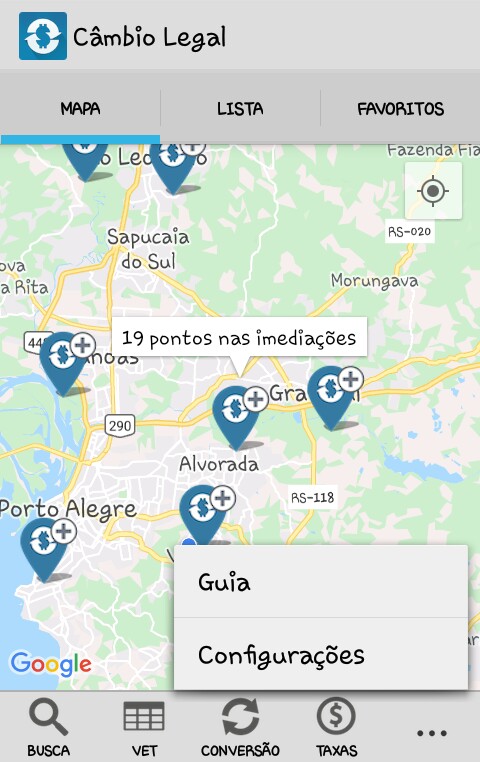 Câmbio Legal
MAPA
LISTA
FAVORITOS
Fazenda Fia
RS-020
Sapucaia
do Sul
Morungava
ova
a Rita
19 pontos nas imediações
290
Alvorada
RS-118
Porto Alegre
Guia
Configurações
Google
BUSCA
VET
CONVERSÃO
TAXAS